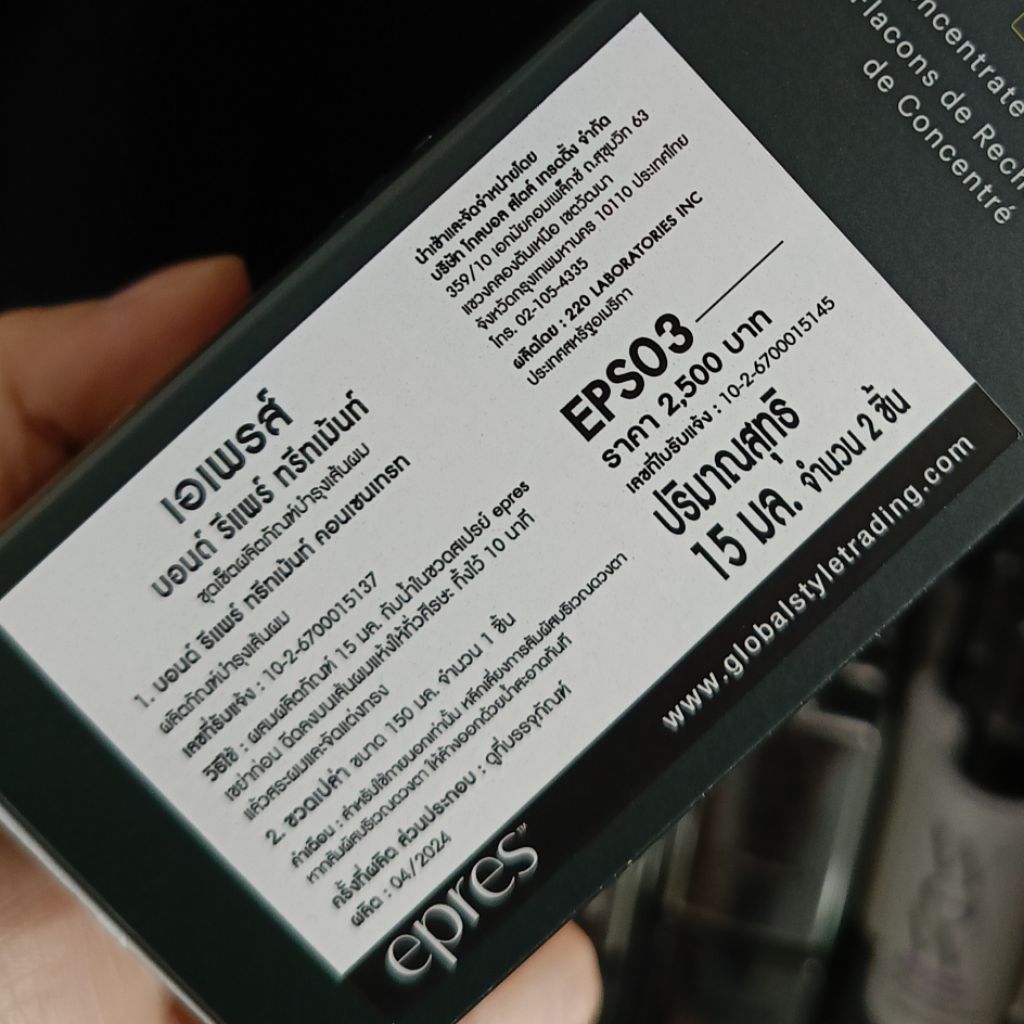 เอเพรส์
บอนด์ รีแพร์ ทรีทเม้นท์
ชุดเซ็ตผลิตภัณฑ์บำรุงเส้นผม
1. บอนด์ รีแพร์ ทรีทเม้นท์ คอนเซนเทรท
ผลิตภัณฑ์บำรุงเส้นผม
เลขที่รับแจ้ง : 10-2-6700015137
วิธีใช้ : ผสมผลิตภัณฑ์ 15 มล. กับน้ำในขวดสเปรย์ epres
เขย่าก่อน ฉีดลงบนเส้นผมแห้งให้ทั่วศีรษะ ทิ้งไว้ 10 นาที
แล้วสระผมและจัดแต่งทรง
2. ขวดเปล่า ขนาด 150 มล. จำนวน 1 ชิ้น
คำเตือน : สำหรับใช้ภายนอกเท่านั้น หลีกเลี่ยงการสัมผัสบริเวณดวงตา
หากสัมผัสบริเวณดวงตา ให้ล้างออกด้วยน้ำสะอาดทันที
ครั้งที่ผลิต ส่วนประกอบ : ดูที่บรรจุภัณฑ์
ผลิต : 04/2024
นำเข้าและจัดจำหน่ายโดย
บริษัท โกลบอล สไตล์ เทรดดิ้ง จำกัด
359/10 เอกมัยคอมเพล็กซ์ ถ.สุขุมวิท 63
แขวงคลองตันเหนือ เขตวัฒนา
จังหวัดกรุงเทพมหานคร 10110 ประเทศไทย
โทร. 02-105-4335
ผลิตโดย : 220 LABORATORIES INC
ประเทศสหรัฐอเมริกา
EPS03
ราคา 2,500 บาท
เลขที่ใบรับแจ้ง : 10-2-6700015145
ปริมาณสุทธิ
15 มล. จำนวน 2 ชิ้น
epres™
www.globalstyletrading.com
de Concentré